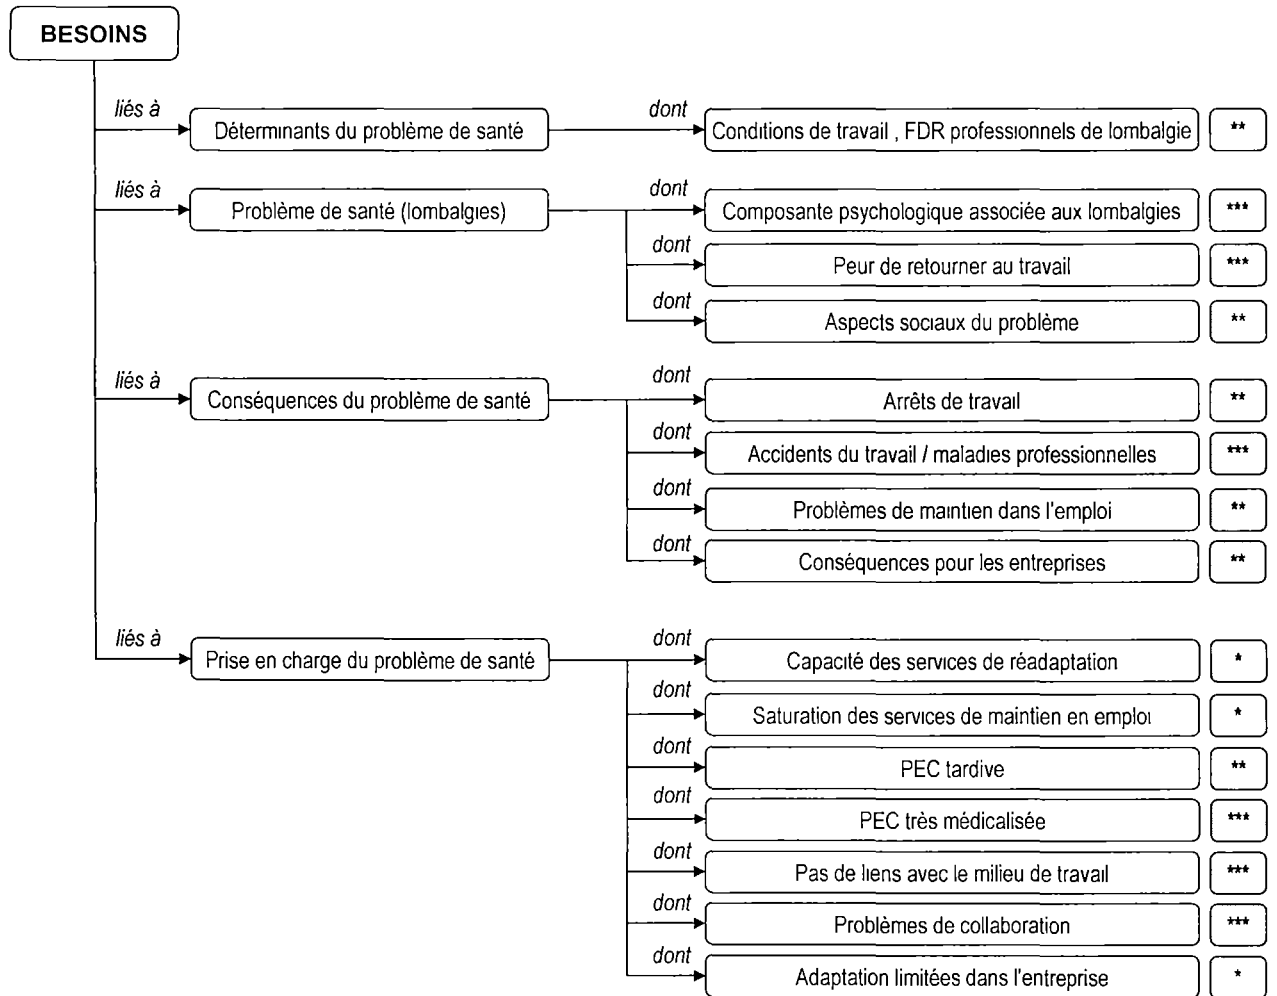 BESOINS
liés à
Déterminants du problème de santé
dont
Conditions de travail , FDR professionnels de lombalgie
**
liés à
Problème de santé (lombalgies)
dont
Composante psychologique associée aux lombalgies
***
dont
Peur de retourner au travail
***
dont
Aspects sociaux du problème
**
liés à
Conséquences du problème de santé
dont
Arrêts de travail
**
dont
Accidents du travail / maladies professionnelles
***
dont
Problèmes de maintien dans l'emploi
**
dont
Conséquences pour les entreprises
**
liés à
Prise en charge du problème de santé
dont
Capacité des services de réadaptation
*
dont
Saturation des services de maintien en emploi
*
dont
PEC tardive
**
dont
PEC très médicalisée
***
dont
Pas de liens avec le milieu de travail
***
dont
Problèmes de collaboration
***
dont
Adaptation limitées dans l'entreprise
*